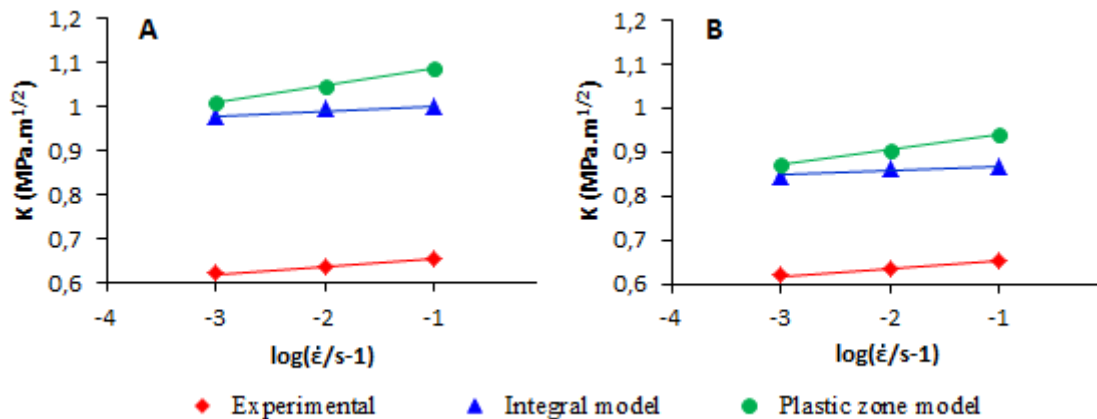 A
K (MPa.m1/2)
1,2
1,1
1
0,9
0,8
0,7
0,6
-4 -3 -2 -1
log(ε̇/s-1)
B
K (MPa.m1/2)
1,2
1,1
1
0,9
0,8
0,7
0,6
-4 -3 -2 -1
log(ε̇/s-1)
Experimental Integral model Plastic zone model